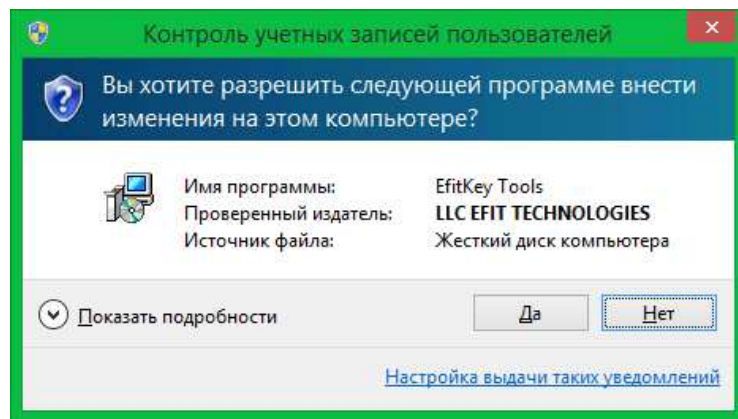 Контроль учетных записей пользователей
Вы хотите разрешить следующей программе внести
изменения на этом компьютере?
Имя программы: EfitKey Tools
Проверенный издатель: LLC EFIT TECHNOLOGIES
Источник файла: Жесткий диск компьютера
Показать подробности Да Нет
Настройка выдачи таких уведомлений